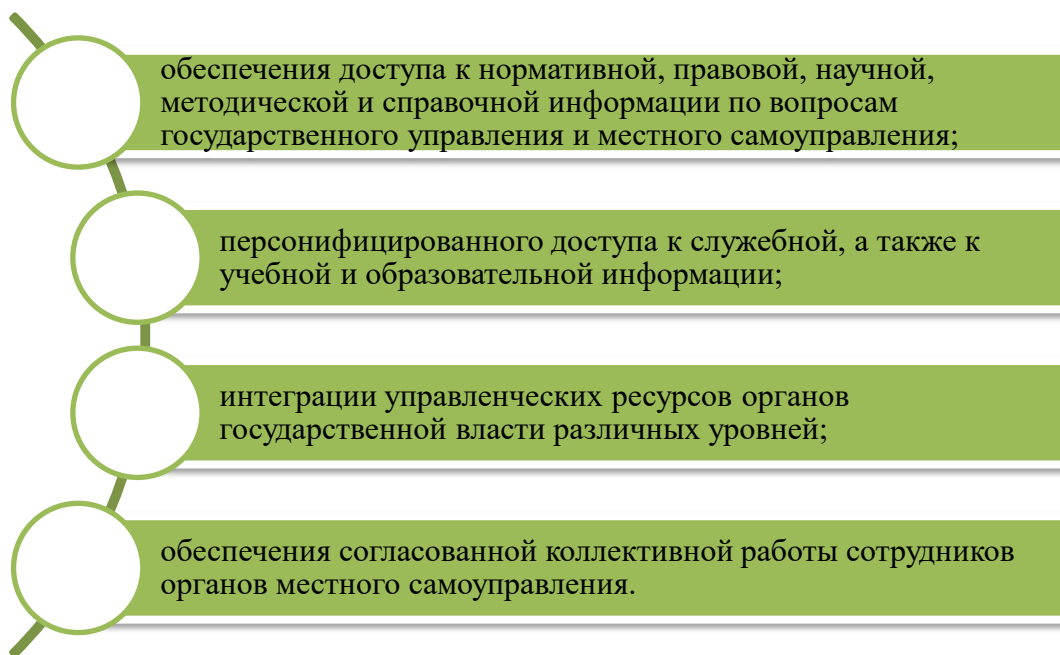 обеспечения доступа к нормативной, правовой, научной,
методической и справочной информации по вопросам
государственного управления и местного самоуправления;
персонифицированного доступа к служебной, а также к
учебной и образовательной информации;
интеграции управленческих ресурсов органов
государственной власти различных уровней;
обеспечения согласованной коллективной работы сотрудников
органов местного самоуправления.